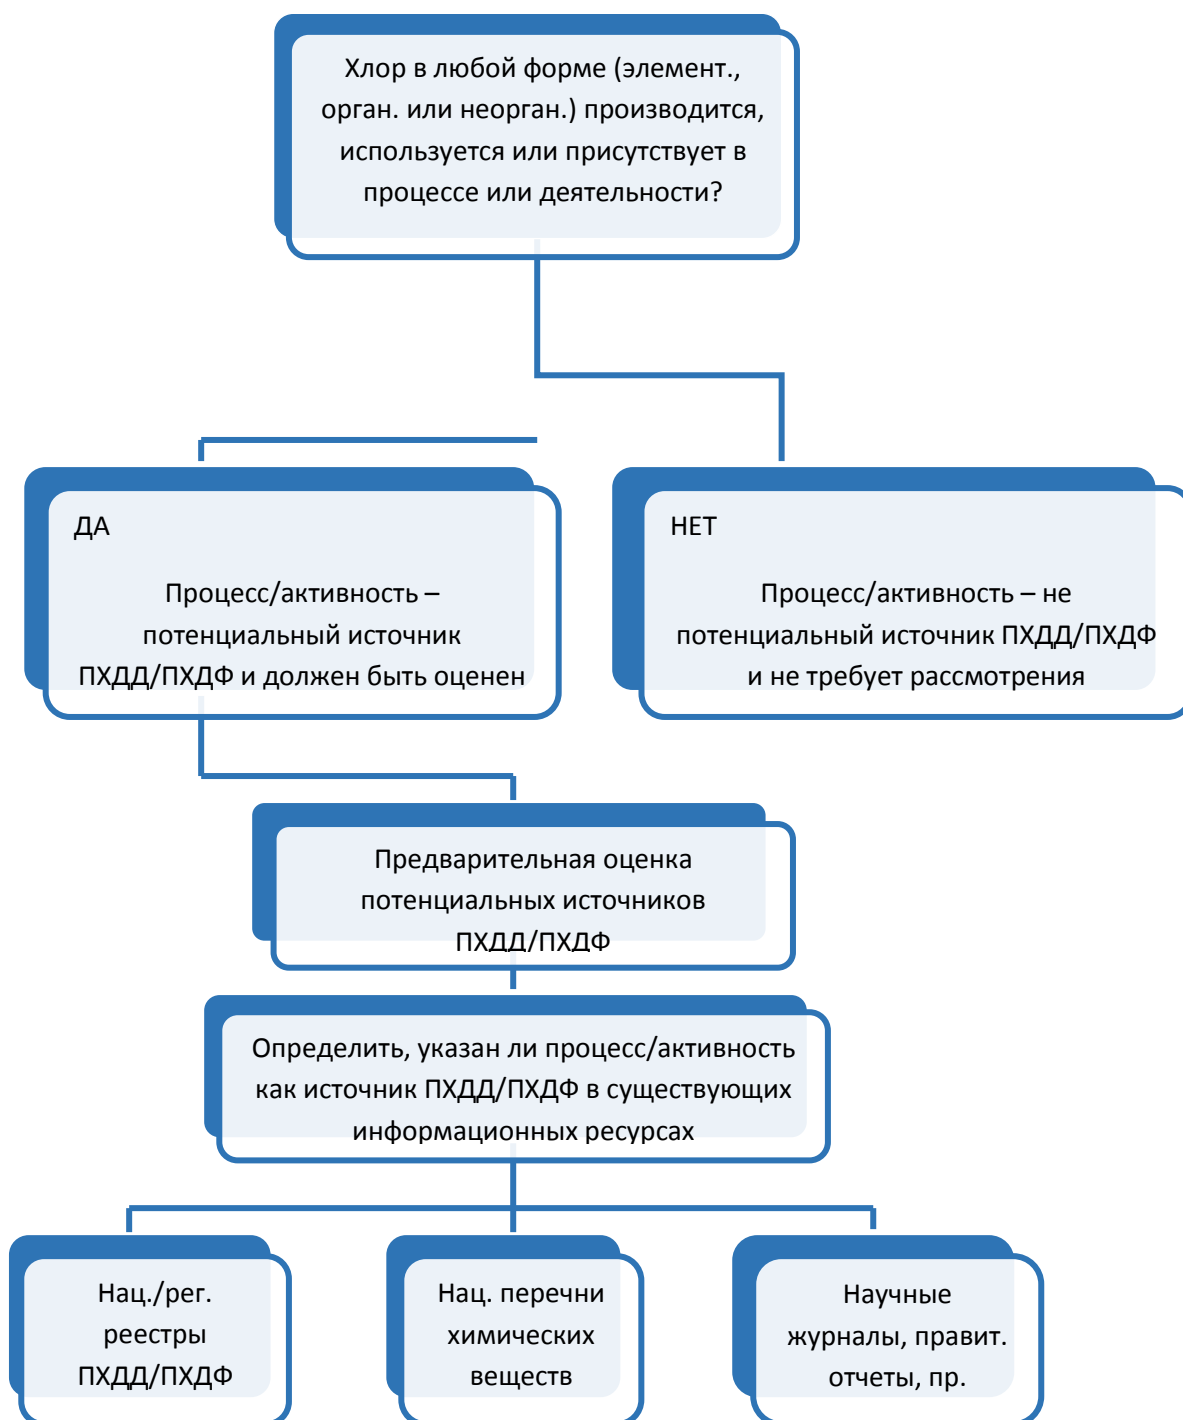 Хлор в любой форме (элемент.,
орган. или неорган.) производится,
используется или присутствует в
процессе или деятельности?
ДА
Процесс/активность –
потенциальный источник
ПХДД/ПХДФ и должен быть оценен
НЕТ
Процесс/активность – не
потенциальный источник ПХДД/ПХДФ
и не требует рассмотрения
Предварительная оценка
потенциальных источников
ПХДД/ПХДФ
Определить, указан ли процесс/активность
как источник ПХДД/ПХДФ в существующих
информационных ресурсах
Нац./рег.
реестры
ПХДД/ПХДФ
Нац. перечни
химических
веществ
Научные
журналы, правит.
отчеты, пр.